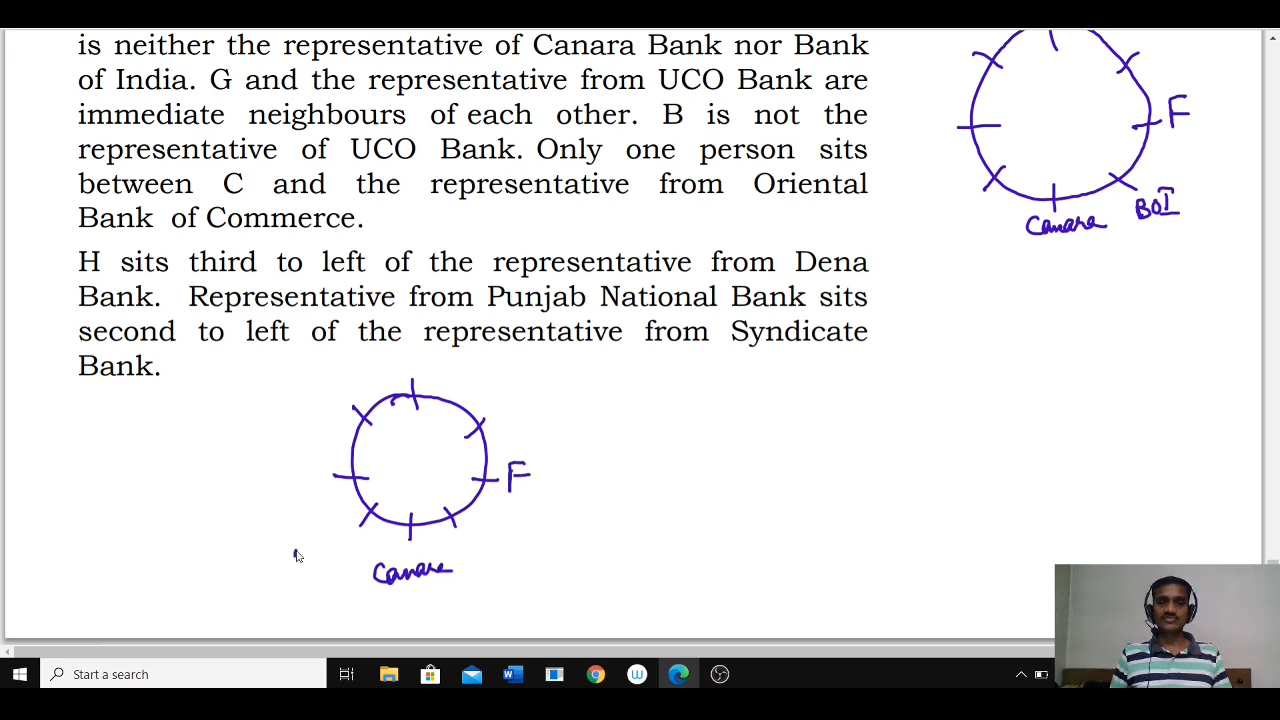 is neither the representative of Canara Bank nor Bank
of India. G and the representative from UCO Bank are
immediate neighbours of each other. B is not the
representative of UCO Bank. Only one person sits
between C and the representative from Oriental
Bank of Commerce.
H sits third to left of the representative from Dena
Bank. Representative from Punjab National Bank sits
second to left of the representative from Syndicate
Bank.
F
BOI
Canara
F
Canara
Start a search